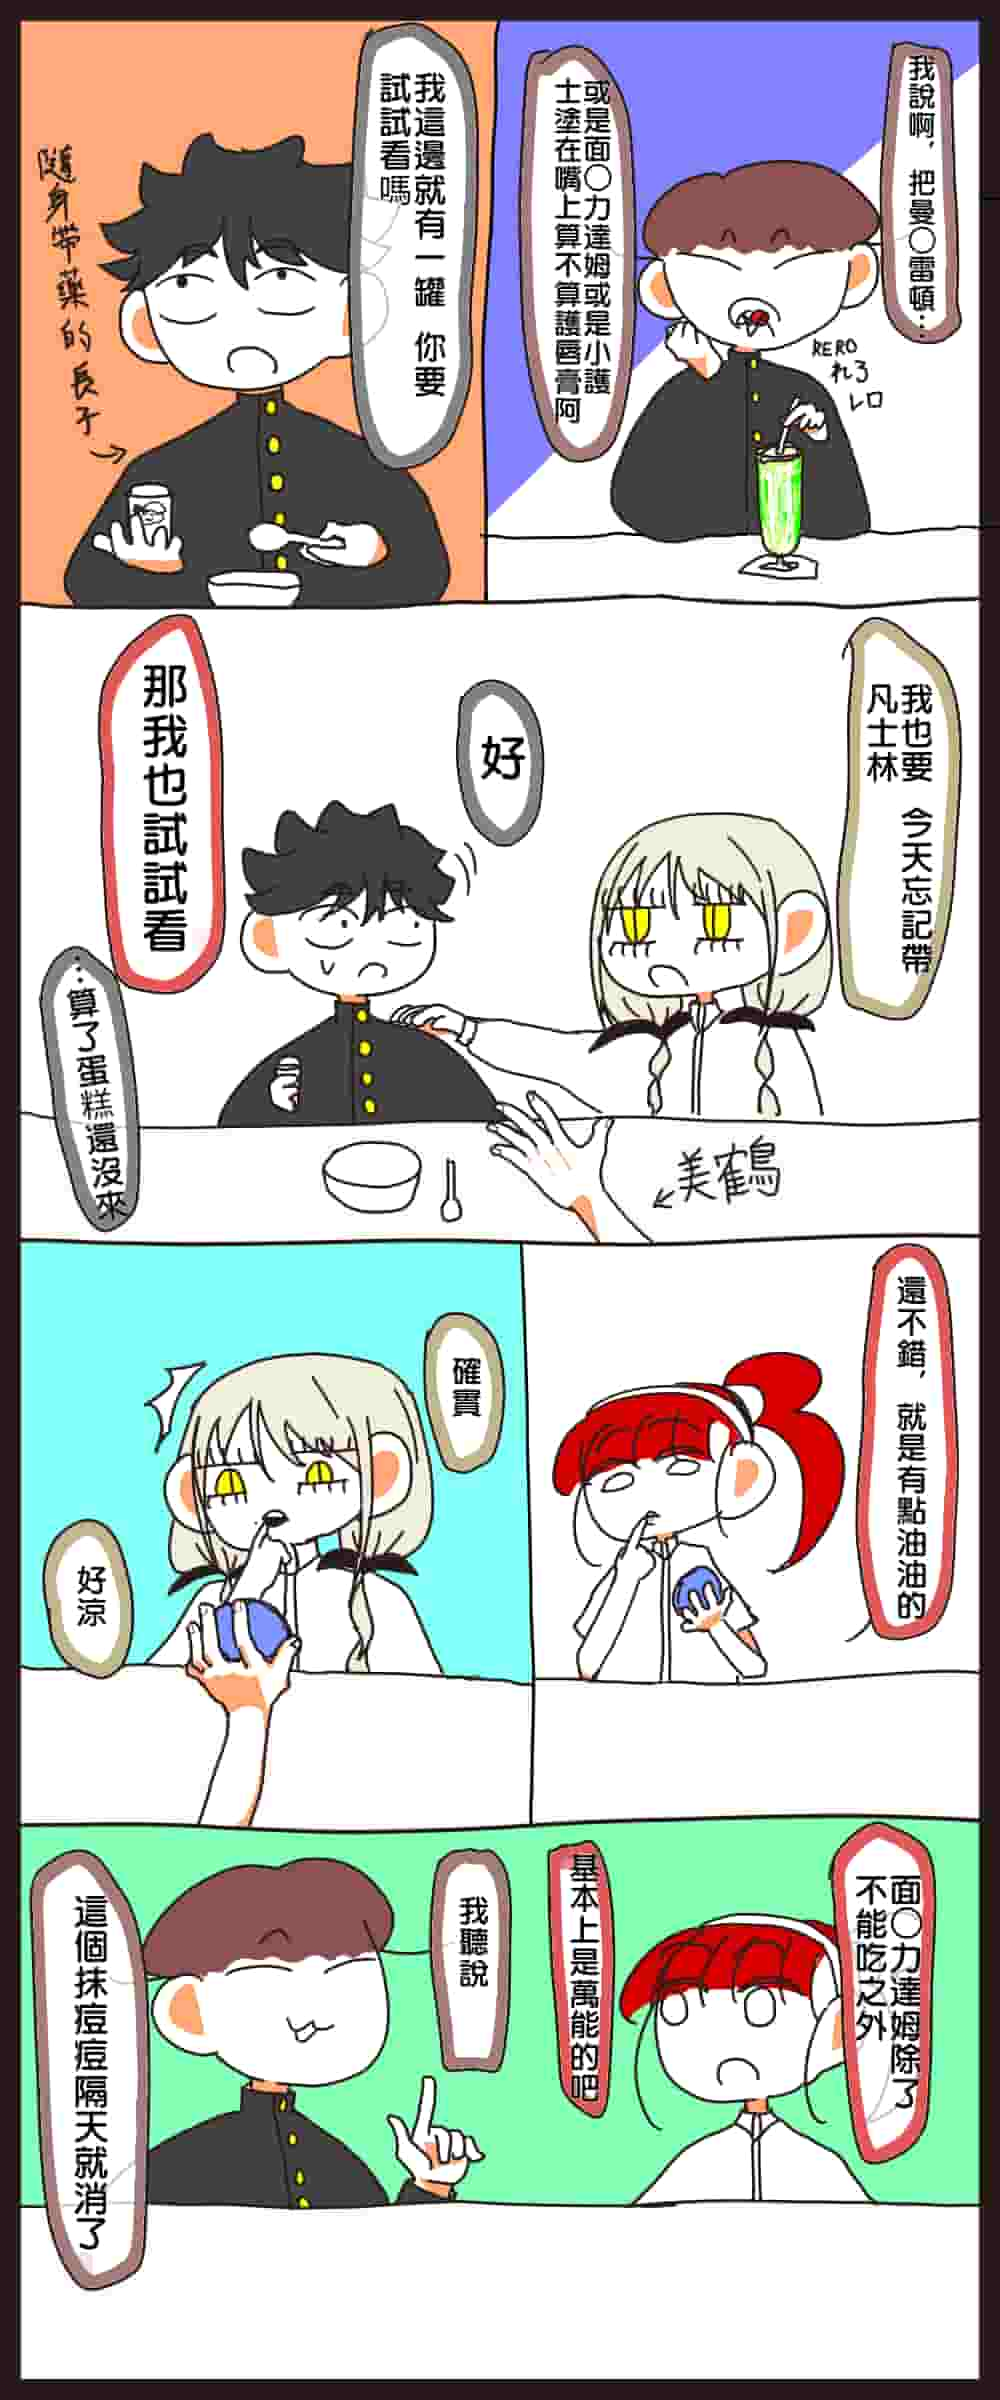 我說啊，把曼〇雷頓…
或是面〇力達姆或是小護
士塗在嘴上算不算護唇膏阿
RERO
れろ
レロ
我這邊就有一罐 你要
試試看嗎
隨身帶藥的長子
我也要 今天忘記帶
凡士林
好
那我也試試看
…算了蛋糕還沒來
美鶴
還不錯，就是有點油油的
確實
好涼
面〇力達姆除了
不能吃之外
基本上是萬能的吧
我聽說
這個抹痘痘隔天就消了